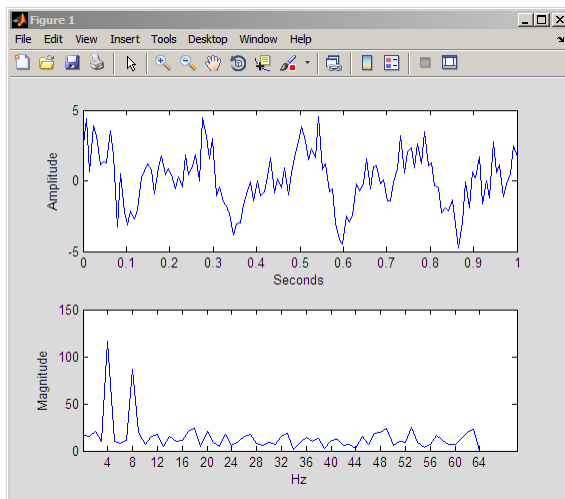 Figure 1
File Edit View Insert Tools Desktop Window Help
5
0
-5
Amplitude
0 0.1 0.2 0.3 0.4 0.5 0.6 0.7 0.8 0.9 1
Seconds
150
100
50
0
Magnitude
4 8 12 16 20 24 28 32 36 40 44 48 52 56 60 64
Hz